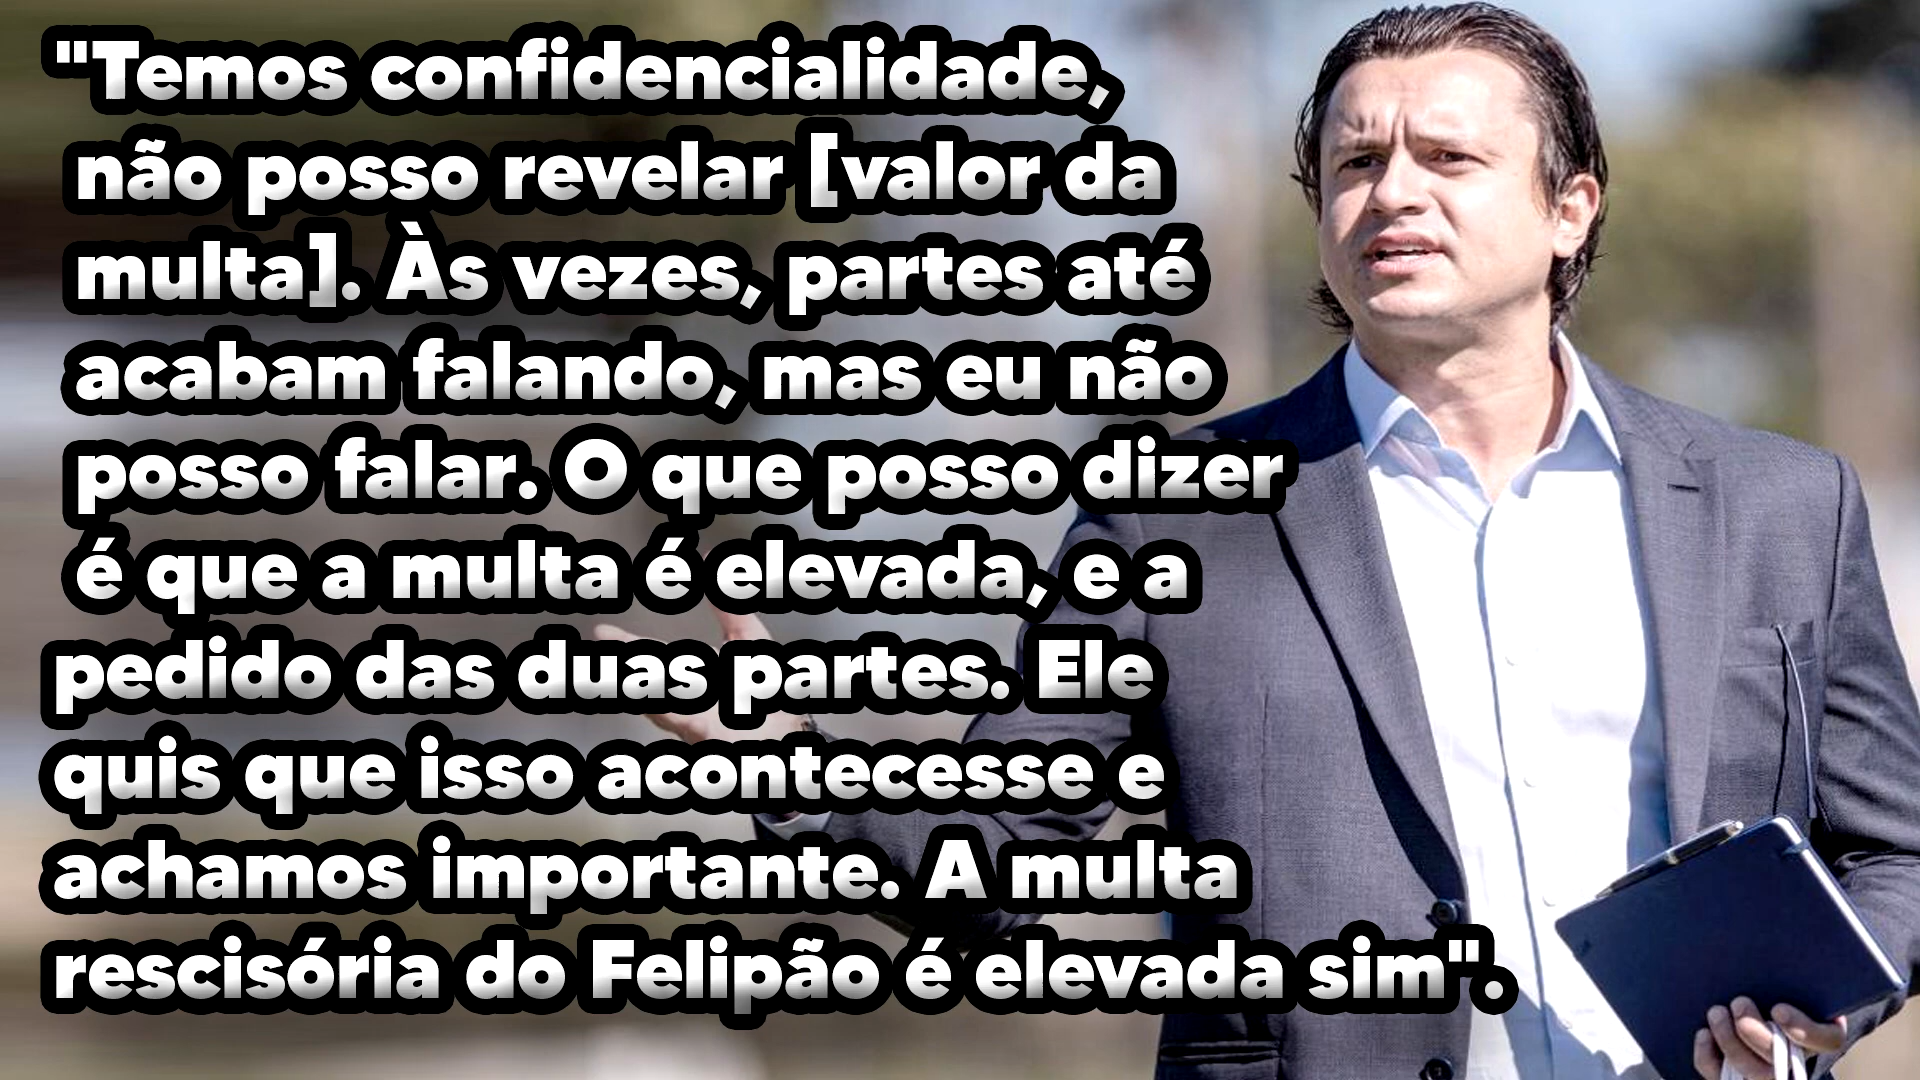 "Temos confidencialidade,
não posso revelar [valor da
multa]. Às vezes, partes até
acabam falando, mas eu não
posso falar. O que posso dizer
é que a multa é elevada, e a
pedido das duas partes. Ele
quis que isso acontecesse e
achamos importante. A multa
rescisória do Felipão é elevada sim".